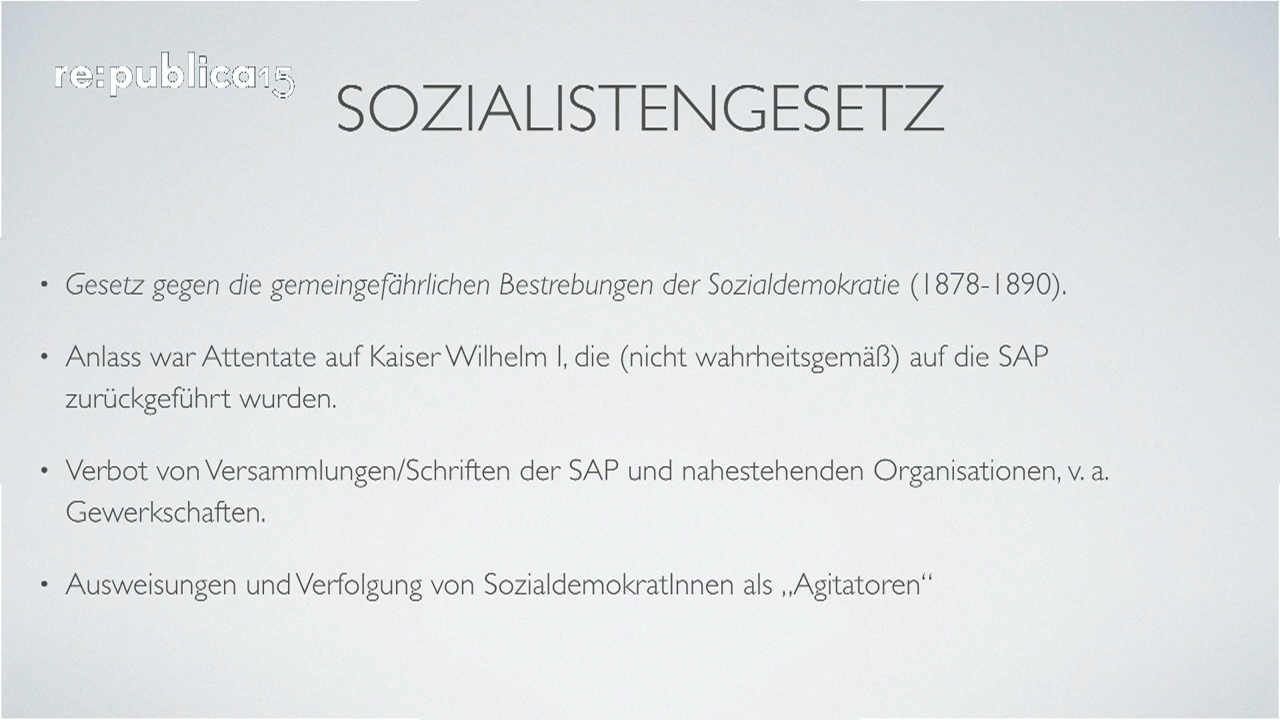 re:publica15
SOZIALISTENGESETZ
• Gesetz gegen die gemeingefährlichen Bestrebungen der Sozialdemokratie (1878-1890).
• Anlass war Attentate auf Kaiser Wilhelm I, die (nicht wahrheitsgemäß) auf die SAP
zurückgeführt wurden.
• Verbot von Versammlungen/Schriften der SAP und nahestehenden Organisationen, v. a.
Gewerkschaften.
• Ausweisungen und Verfolgung von SozialdemokratInnen als „Agitatoren“